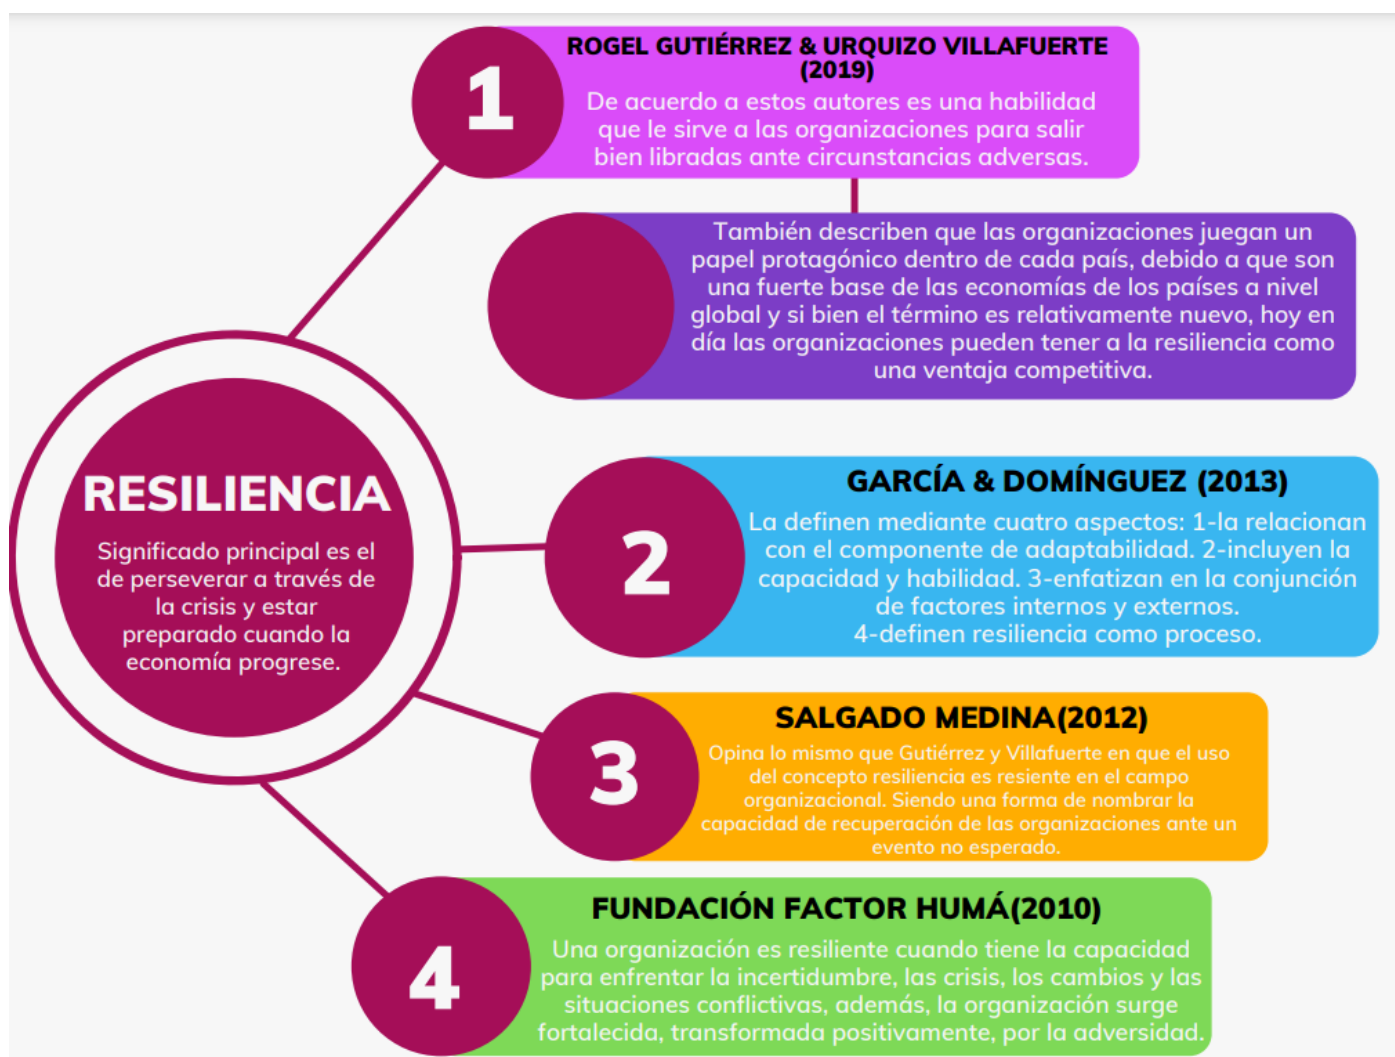 RESILIENCIA
Significado principal es el
de perseverar a través de
la crisis y estar
preparado cuando la
economía progrese.
1
ROGEL GUTIÉRREZ & URQUIZO VILLAFUERTE
(2019)
De acuerdo a estos autores es una habilidad
que le sirve a las organizaciones para salir
bien libradas ante circunstancias adversas.
También describen que las organizaciones juegan un
papel protagónico dentro de cada país, debido a que son
una fuerte base de las economías de los países a nivel
global y si bien el término es relativamente nuevo, hoy en
día las organizaciones pueden tener a la resiliencia como
una ventaja competitiva.
2
GARCÍA & DOMÍNGUEZ (2013)
La definen mediante cuatro aspectos: 1-la relacionan
con el componente de adaptabilidad. 2-incluyen la
capacidad y habilidad. 3-enfatizan en la conjunción
de factores internos y externos.
4-definen resiliencia como proceso.
3
SALGADO MEDINA(2012)
Opina lo mismo que Gutiérrez y Villafuerte en que el uso
del concepto resiliencia es resiente en el campo
organizacional. Siendo una forma de nombrar la
capacidad de recuperación de las organizaciones ante un
evento no esperado.
4
FUNDACIÓN FACTOR HUMÁ(2010)
Una organización es resiliente cuando tiene la capacidad
para enfrentar la incertidumbre, las crisis, los cambios y las
situaciones conflictivas, además, la organización surge
fortalecida, transformada positivamente, por la adversidad.